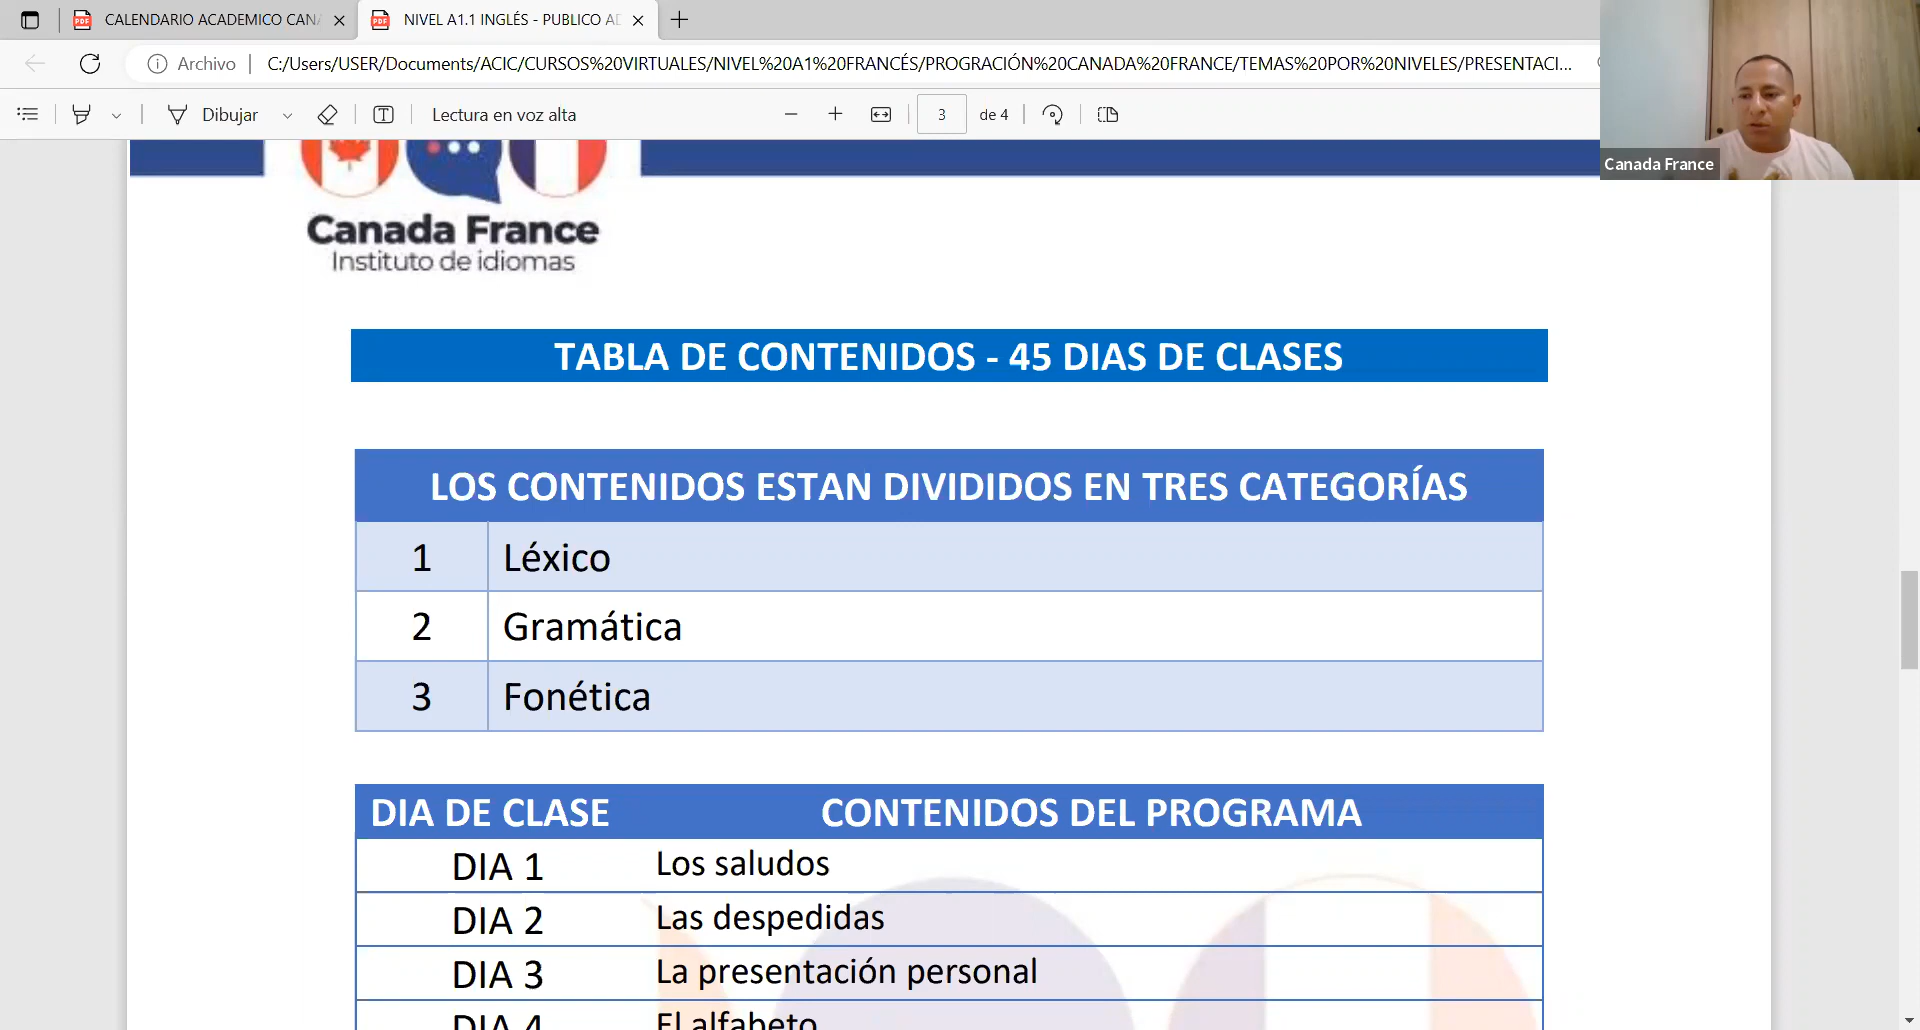 CALENDARIO ACADEMICO CAN
NIVEL A1.1 INGLÉS - PUBLICO AD
Archivo
C:/Users/USER/Documents/ACIC/CURSOS%20VIRTUALES/NIVEL%20A1%20FRANCÉS/PROGRACIÓN%20CANADA%20FRANCE/TEMAS%20POR%20NIVELES/PRESENTACI...
Dibujar
Lectura en voz alta
3 de 4
Canada France
Canada France
Instituto de idiomas
TABLA DE CONTENIDOS - 45 DIAS DE CLASES
LOS CONTENIDOS ESTAN DIVIDIDOS EN TRES CATEGORÍAS
1 Léxico
2 Gramática
3 Fonética
DIA DE CLASE CONTENIDOS DEL PROGRAMA
DIA 1 Los saludos
DIA 2 Las despedidas
DIA 3 La presentación personal
DIA 4 El alfabeto